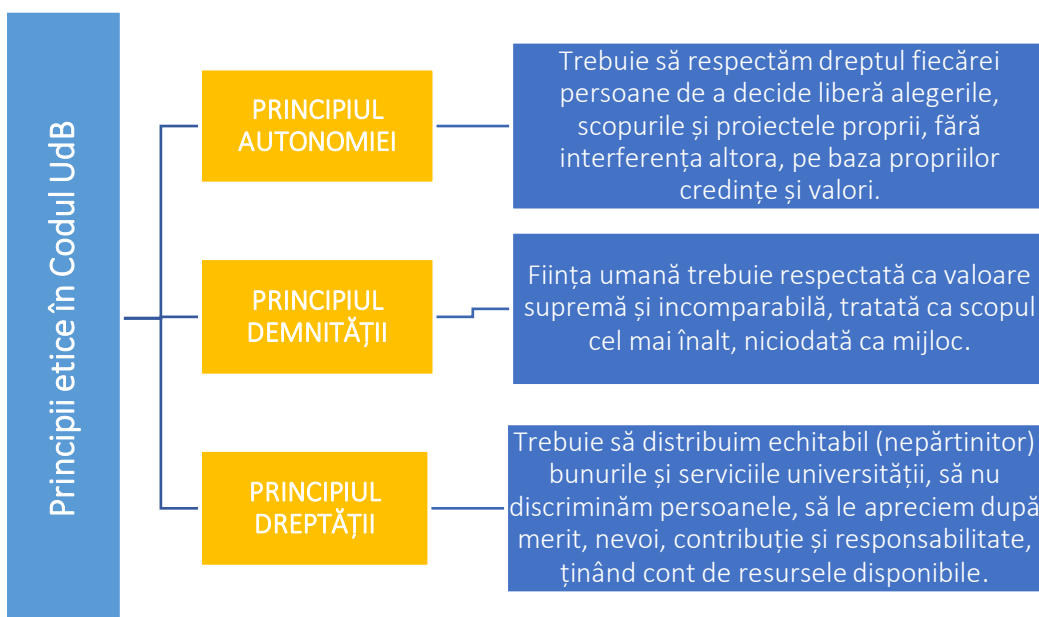 Principii etice în Codul UdB
PRINCIPIUL
AUTONOMIEI
Trebuie să respectăm dreptul fiecărei
persoane de a decide liberă alegerile,
scopurile și proiectele proprii, fără
interferența altora, pe baza propriilor
credințe și valori.
PRINCIPIUL
DEMNITĂȚII
Ființa umană trebuie respectată ca valoare
supremă și incomparabilă, tratată ca scopul
cel mai înalt, niciodată ca mijloc.
PRINCIPIUL
DREPTĂȚII
Trebuie să distribuim echitabil (nepărtinitor)
bunurile și serviciile universității, să nu
discriminăm persoanele, să le apreciem după
merit, nevoi, contribuție și responsabilitate,
ținând cont de resursele disponibile.